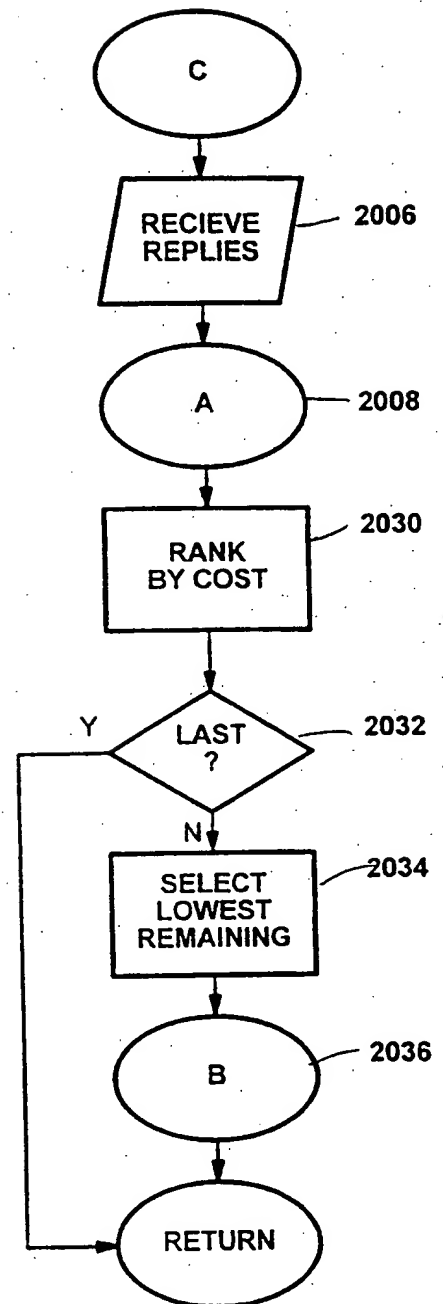 C
RECIEVE
REPLIES
2006
A
2008
RANK
BY COST
2030
LAST
?
2032
Y
N
SELECT
LOWEST
REMAINING
2034
B
2036
RETURN